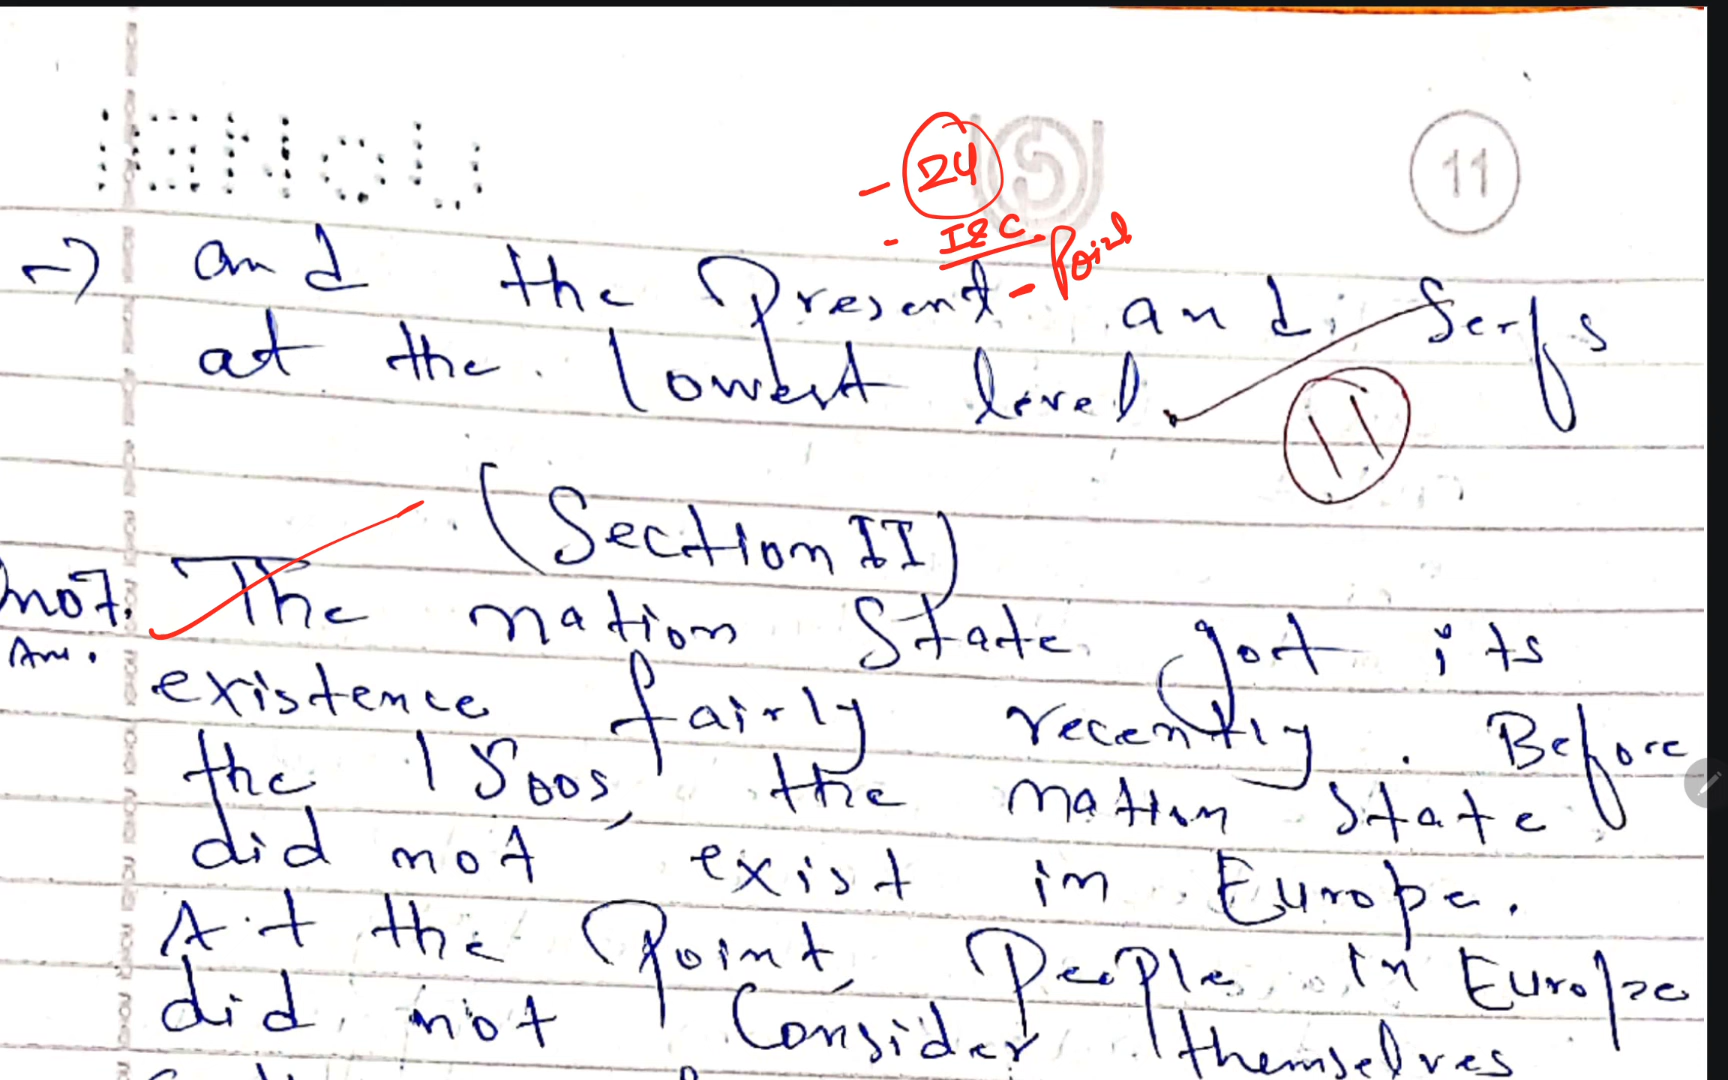 IGNOU
11
- 24
- I & C - Point
→ and the Present and Serfs
at the lowest level.
11
(Section II)
no7. The nation State got its
Ans. existence fairly recently. Before
the 1500s, the nation State
did not exist in Europe.
At the Point, People in Europe
did not Consider themselves